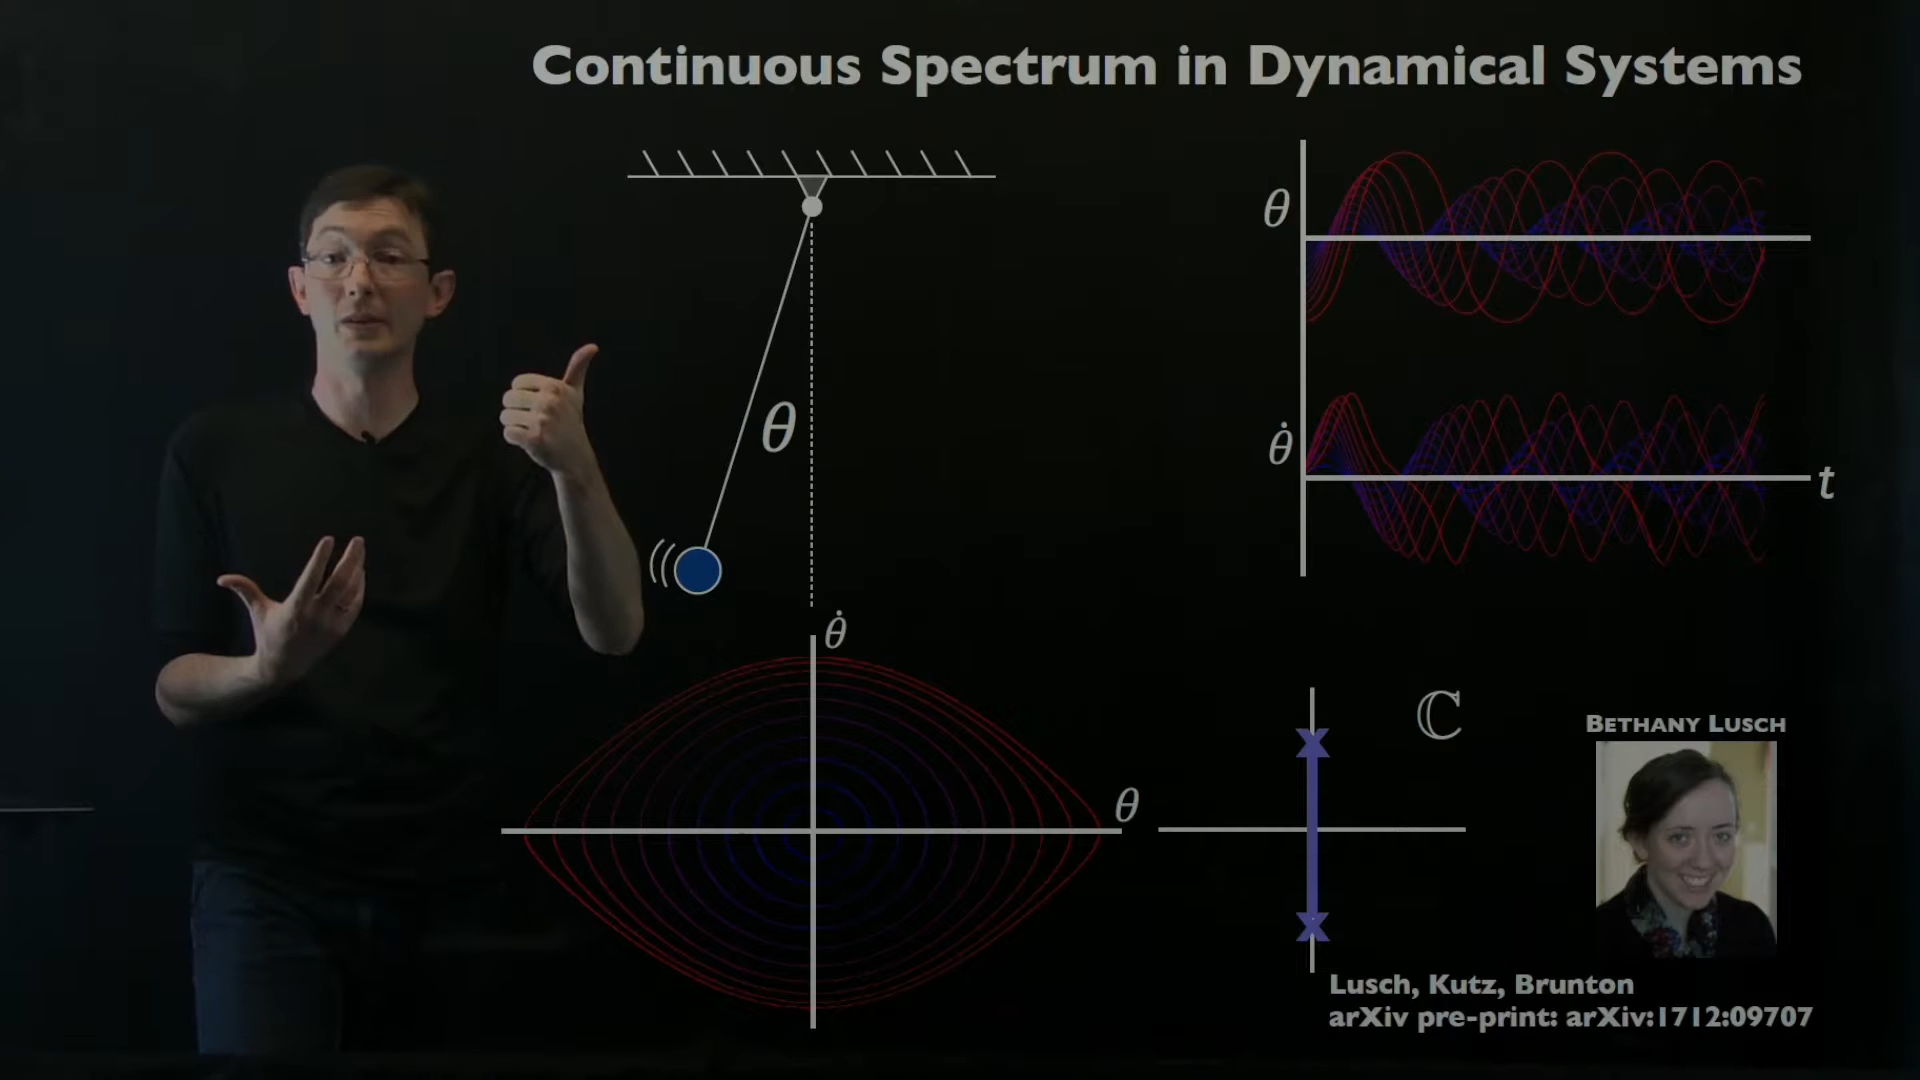 Continuous Spectrum in Dynamical Systems
θ
θ
θ̇
t
θ̇
θ
ℂ
BETHANY LUSCH
Lusch, Kutz, Brunton
arXiv pre-print: arXiv:1712:09707